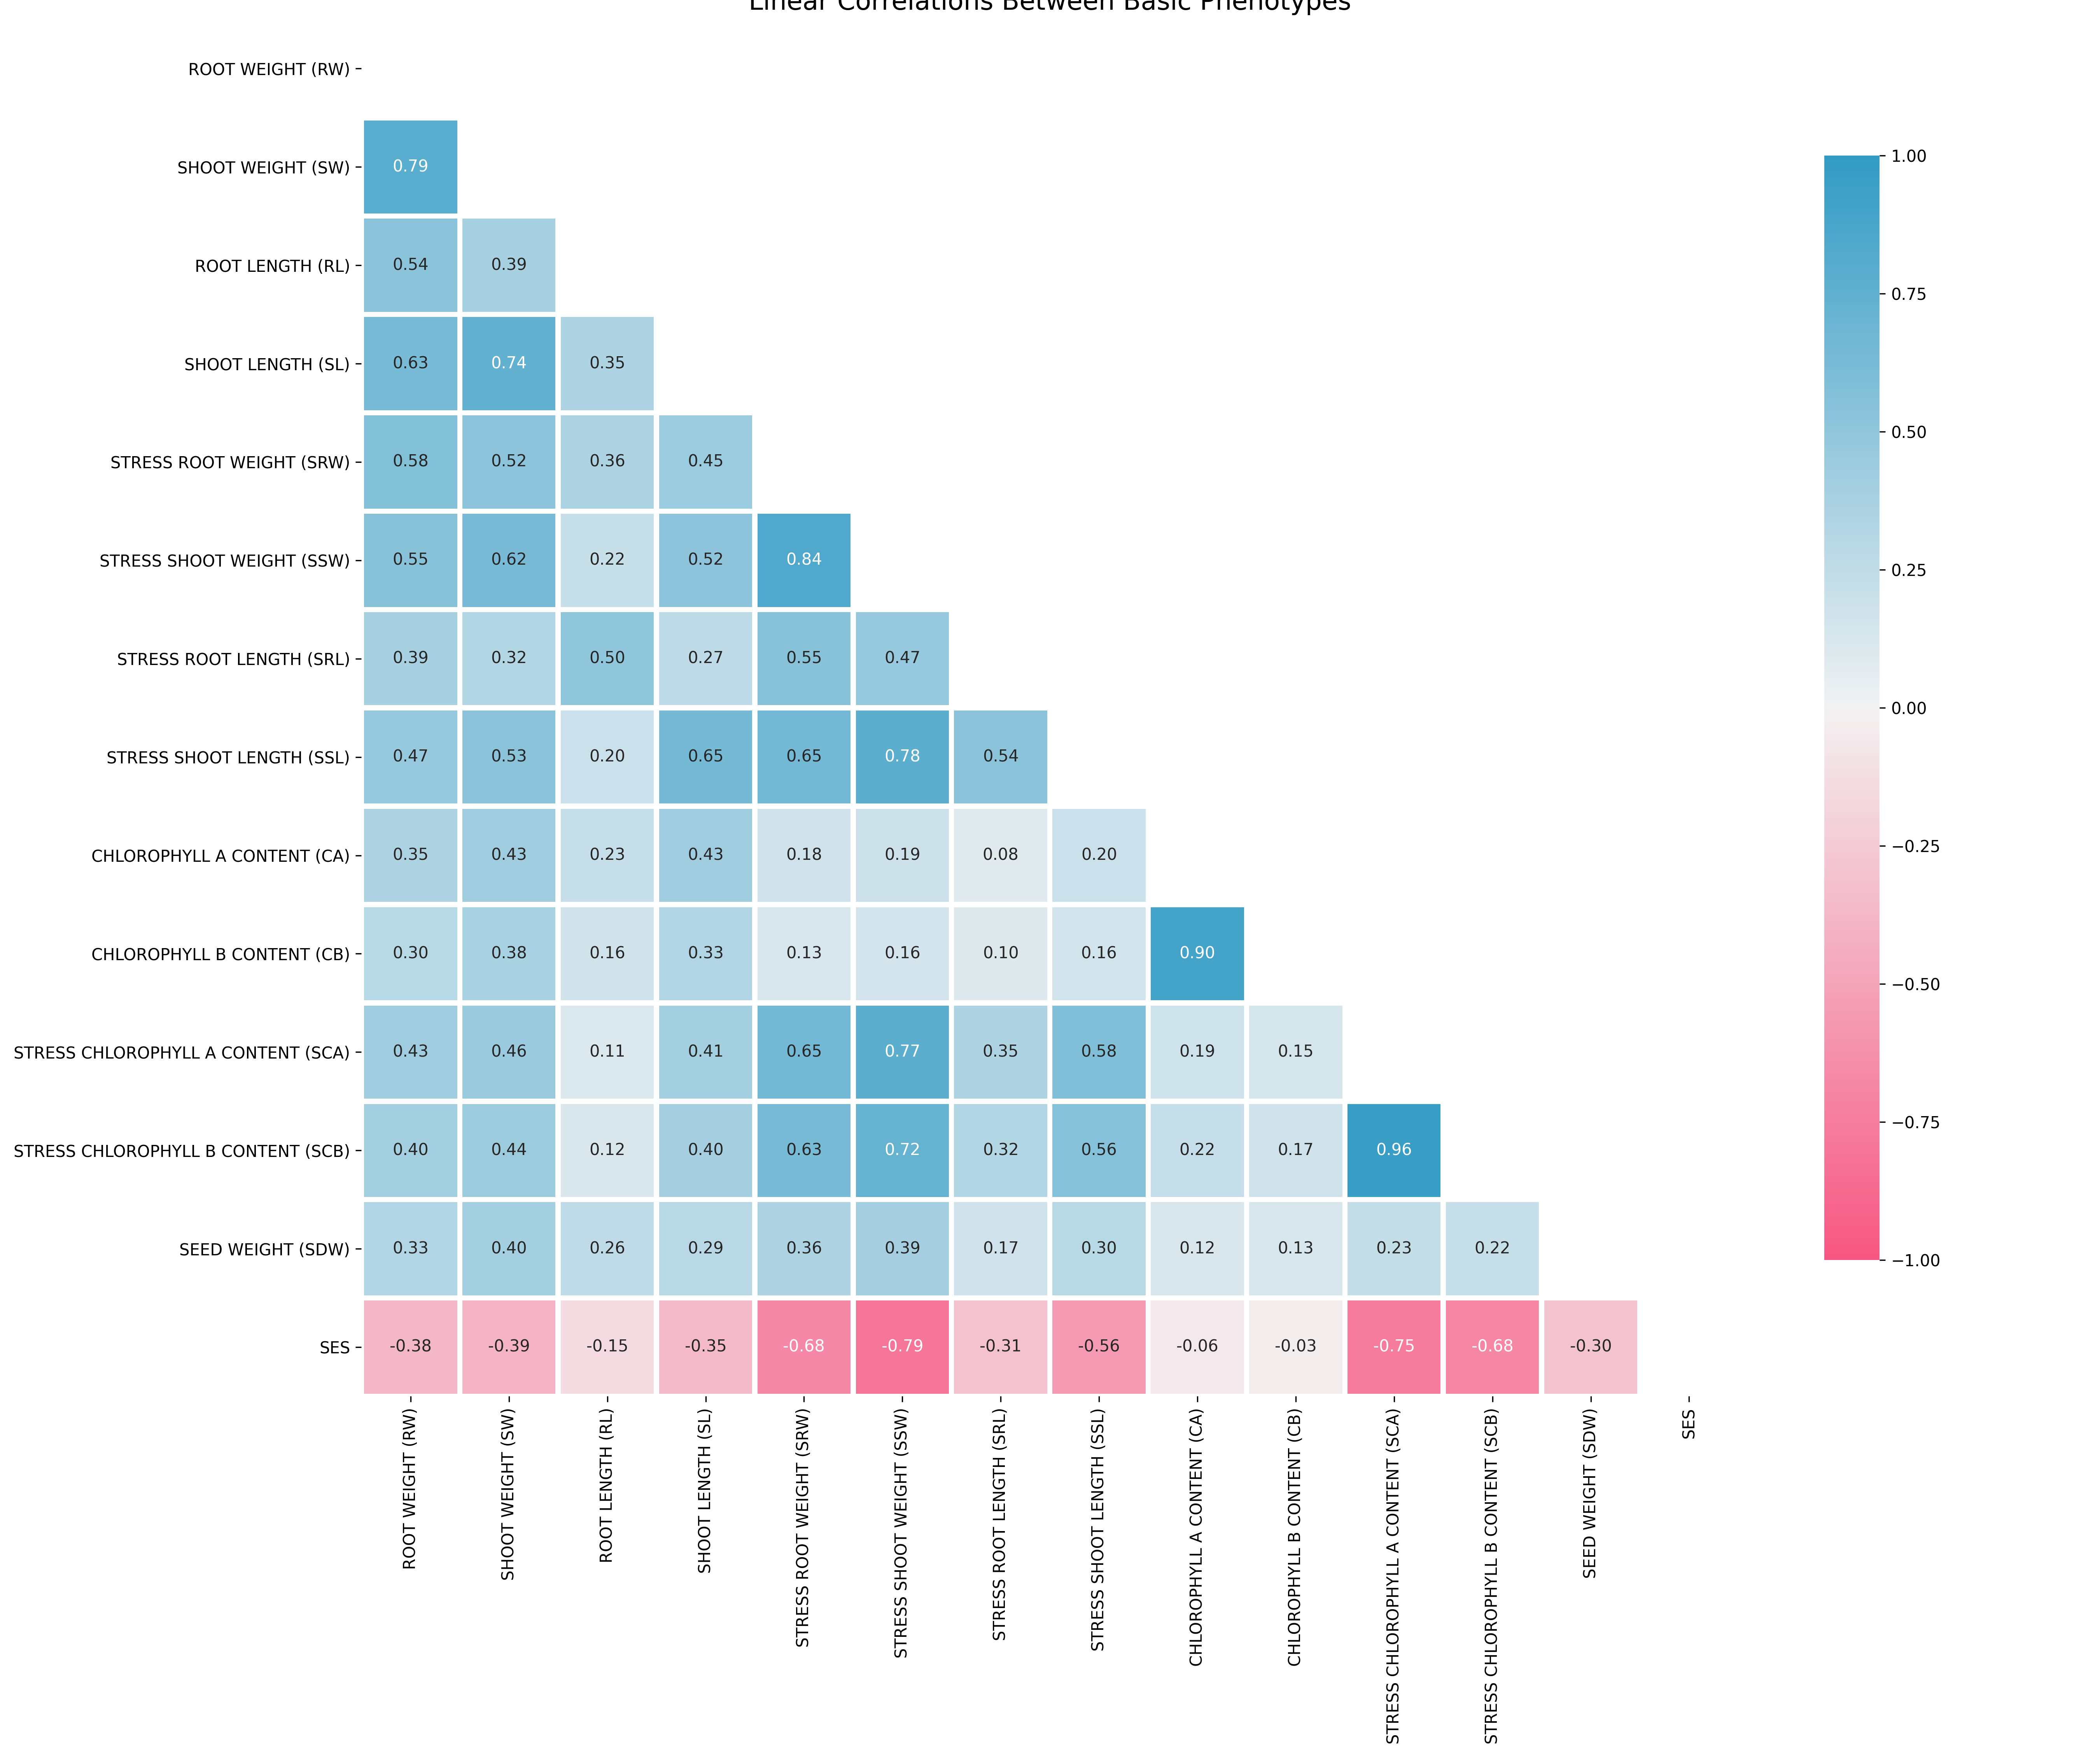 Linear Correlations Between Basic Phenotypes
ROOT WEIGHT (RW)
SHOOT WEIGHT (SW) 0.79
ROOT LENGTH (RL) 0.54 0.39
SHOOT LENGTH (SL) 0.63 0.74 0.35
STRESS ROOT WEIGHT (SRW) 0.58 0.52 0.36 0.45
STRESS SHOOT WEIGHT (SSW) 0.55 0.62 0.22 0.52 0.84
STRESS ROOT LENGTH (SRL) 0.39 0.32 0.50 0.27 0.55 0.47
STRESS SHOOT LENGTH (SSL) 0.47 0.53 0.20 0.65 0.65 0.78 0.54
CHLOROPHYLL A CONTENT (CA) 0.35 0.43 0.23 0.43 0.18 0.19 0.08 0.20
CHLOROPHYLL B CONTENT (CB) 0.30 0.38 0.16 0.33 0.13 0.16 0.10 0.16 0.90
STRESS CHLOROPHYLL A CONTENT (SCA) 0.43 0.46 0.11 0.41 0.65 0.77 0.35 0.58 0.19 0.15
STRESS CHLOROPHYLL B CONTENT (SCB) 0.40 0.44 0.12 0.40 0.63 0.72 0.32 0.56 0.22 0.17 0.96
SEED WEIGHT (SDW) 0.33 0.40 0.26 0.29 0.36 0.39 0.17 0.30 0.12 0.13 0.23 0.22
SES -0.38 -0.39 -0.15 -0.35 -0.68 -0.79 -0.31 -0.56 -0.06 -0.03 -0.75 -0.68 -0.30
ROOT WEIGHT (RW)
SHOOT WEIGHT (SW)
ROOT LENGTH (RL)
SHOOT LENGTH (SL)
STRESS ROOT WEIGHT (SRW)
STRESS SHOOT WEIGHT (SSW)
STRESS ROOT LENGTH (SRL)
STRESS SHOOT LENGTH (SSL)
CHLOROPHYLL A CONTENT (CA)
CHLOROPHYLL B CONTENT (CB)
STRESS CHLOROPHYLL A CONTENT (SCA)
STRESS CHLOROPHYLL B CONTENT (SCB)
SEED WEIGHT (SDW)
SES
1.00
0.75
0.50
0.25
0.00
−0.25
−0.50
−0.75
−1.00